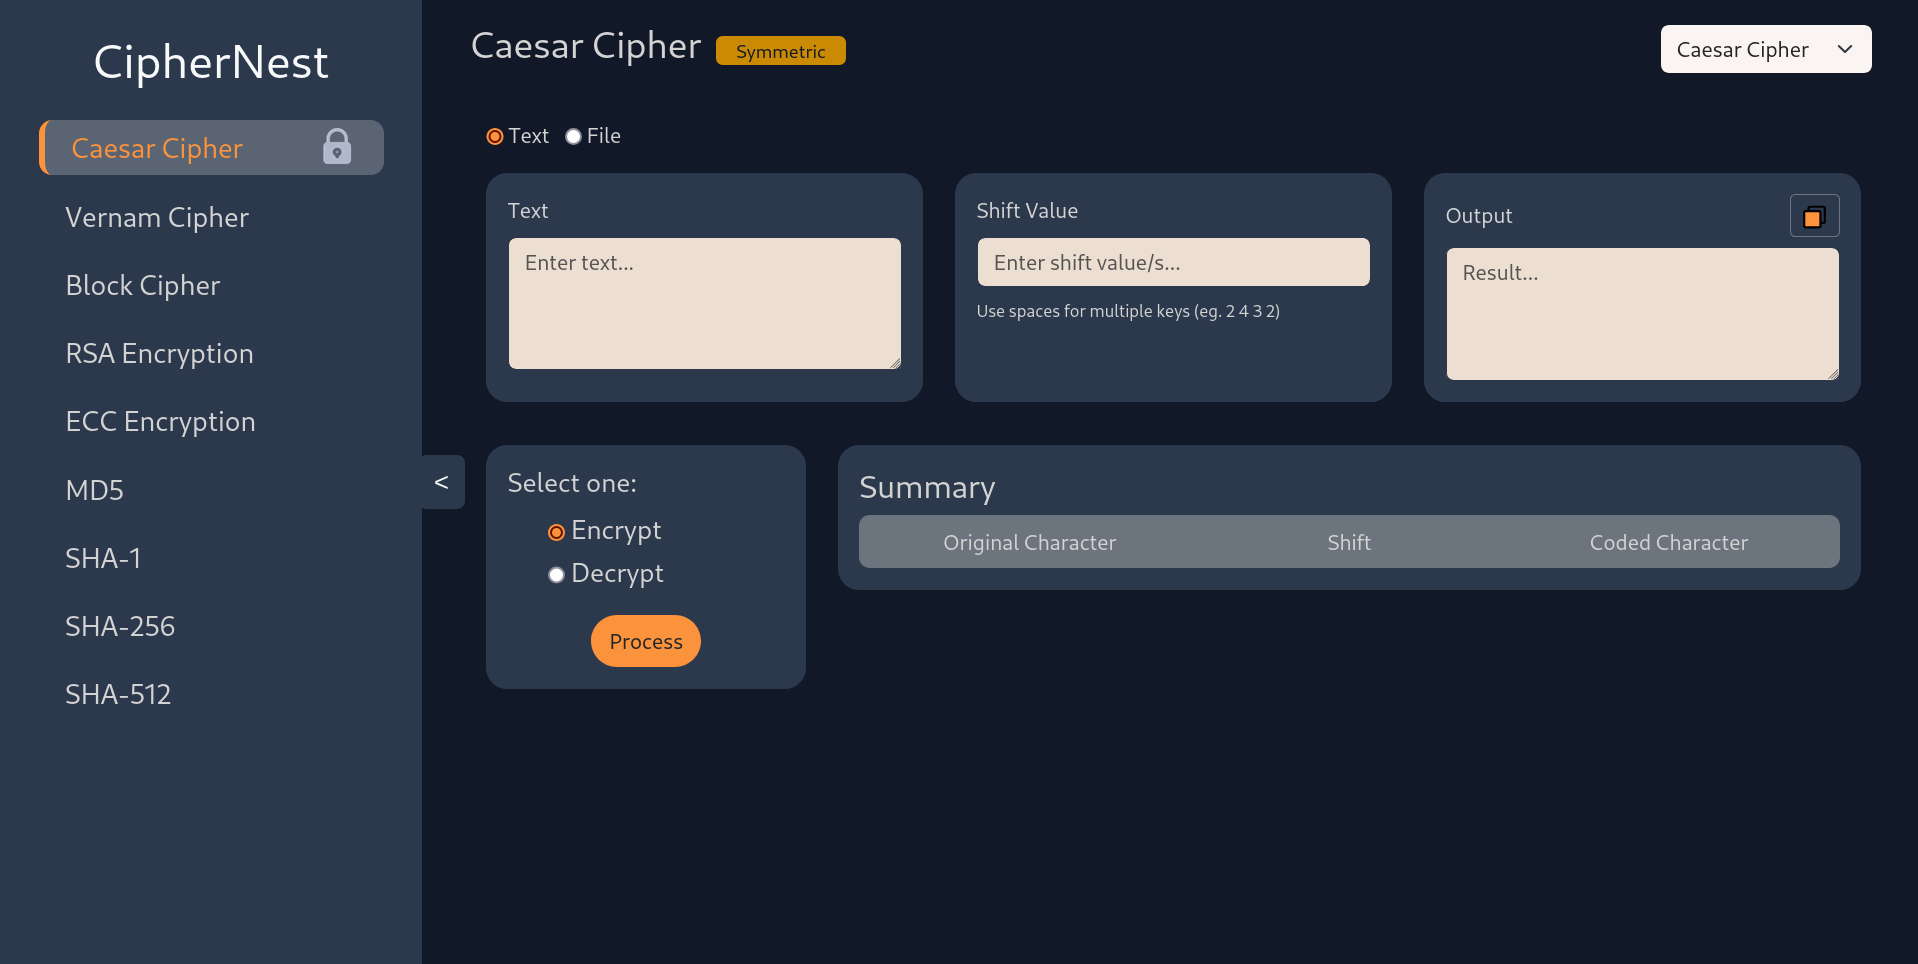 CipherNest
Caesar Cipher
Vernam Cipher
Block Cipher
RSA Encryption
ECC Encryption
MD5
SHA-1
SHA-256
SHA-512
<
Caesar Cipher
Symmetric
Caesar Cipher
Text
File
Text
Enter text...
Shift Value
Enter shift value/s...
Use spaces for multiple keys (eg. 2 4 3 2)
Output
Result...
Select one:
Encrypt
Decrypt
Process
Summary
Original Character
Shift
Coded Character